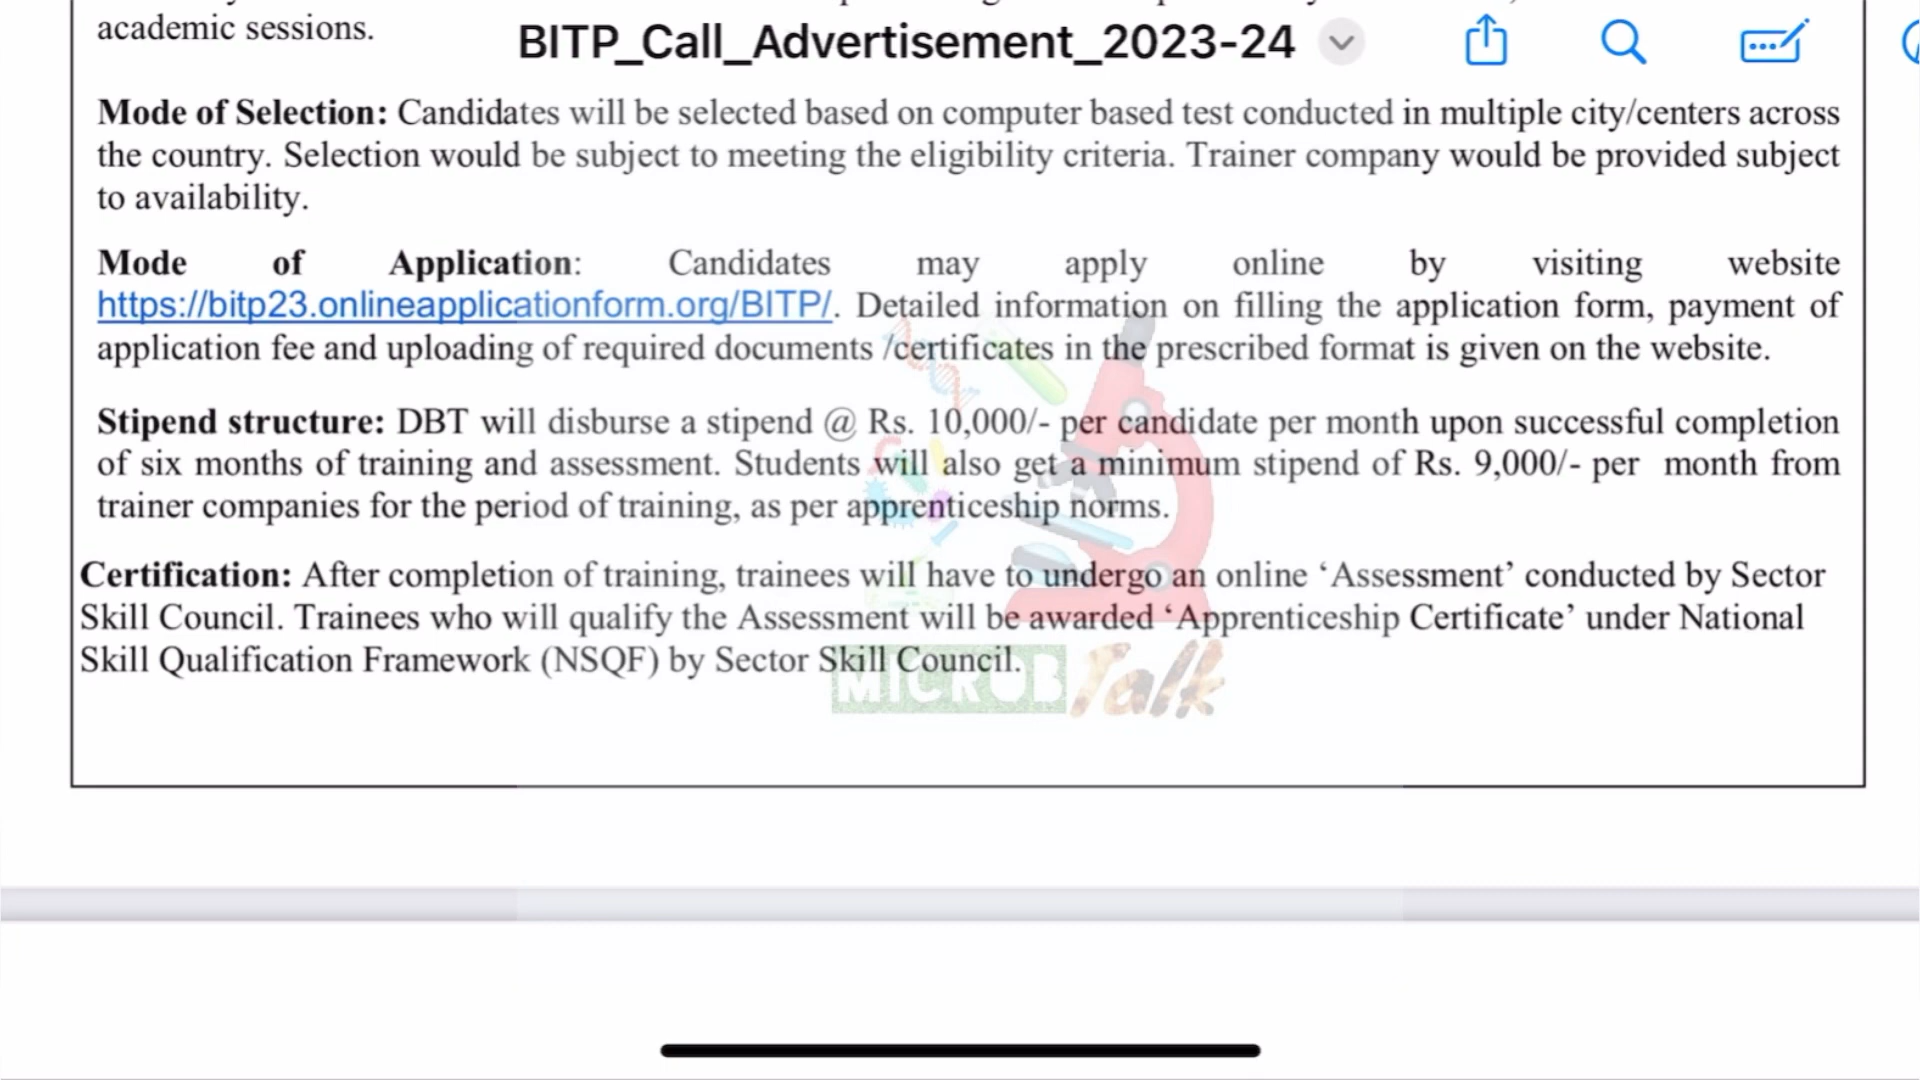 academic sessions.
BITP_Call_Advertisement_2023-24
Mode of Selection: Candidates will be selected based on computer based test conducted in multiple city/centers across
the country. Selection would be subject to meeting the eligibility criteria. Trainer company would be provided subject
to availability.
Mode of Application: Candidates may apply online by visiting website
https://bitp23.onlineapplicationform.org/BITP/. Detailed information on filling the application form, payment of
application fee and uploading of required documents /certificates in the prescribed format is given on the website.
Stipend structure: DBT will disburse a stipend @ Rs. 10,000/- per candidate per month upon successful completion
of six months of training and assessment. Students will also get a minimum stipend of Rs. 9,000/- per month from
trainer companies for the period of training, as per apprenticeship norms.
Certification: After completion of training, trainees will have to undergo an online ‘Assessment’ conducted by Sector
Skill Council. Trainees who will qualify the Assessment will be awarded ‘Apprenticeship Certificate’ under National
Skill Qualification Framework (NSQF) by Sector Skill Council.
MICROB Talk